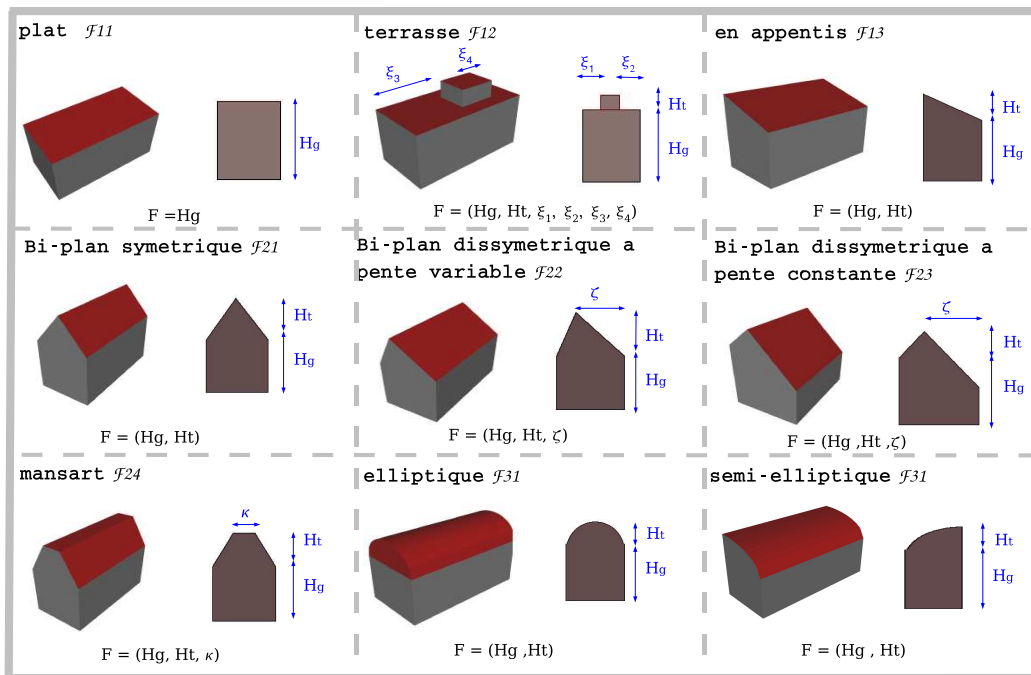 plat F11
Hg
F =Hg
terrasse F12
ξ3
ξ4
ξ1
ξ2
Ht
Hg
F = (Hg, Ht, ξ1, ξ2, ξ3, ξ4)
en appentis F13
Ht
Hg
F = (Hg, Ht)
Bi-plan symetrique F21
Ht
Hg
F = (Hg, Ht)
Bi-plan dissymetrique a
pente variable F22
ζ
Ht
Hg
F = (Hg, Ht, ζ)
Bi-plan dissymetrique a
pente constante F23
ζ
Ht
Hg
F = (Hg ,Ht ,ζ)
mansart F24
κ
Ht
Hg
F = (Hg, Ht, κ)
elliptique F31
Ht
Hg
F = (Hg ,Ht)
semi-elliptique F31
Ht
Hg
F = (Hg , Ht)